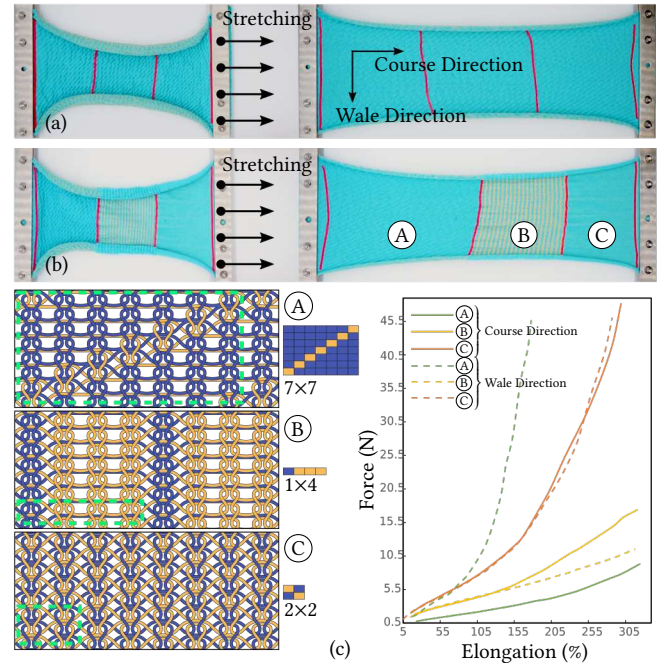 Stretching
Course Direction
Wale Direction
(a)
Stretching
(b)
A
B
C
A
7×7
B
1×4
C
2×2
(c)
A
B
C
Course Direction
A
B
C
Wale Direction
Force (N)
45.5
40.5
35.5
30.5
25.5
20.5
15.5
10.5
5.5
0.5
5
55
105
155
205
255
305
Elongation (%)